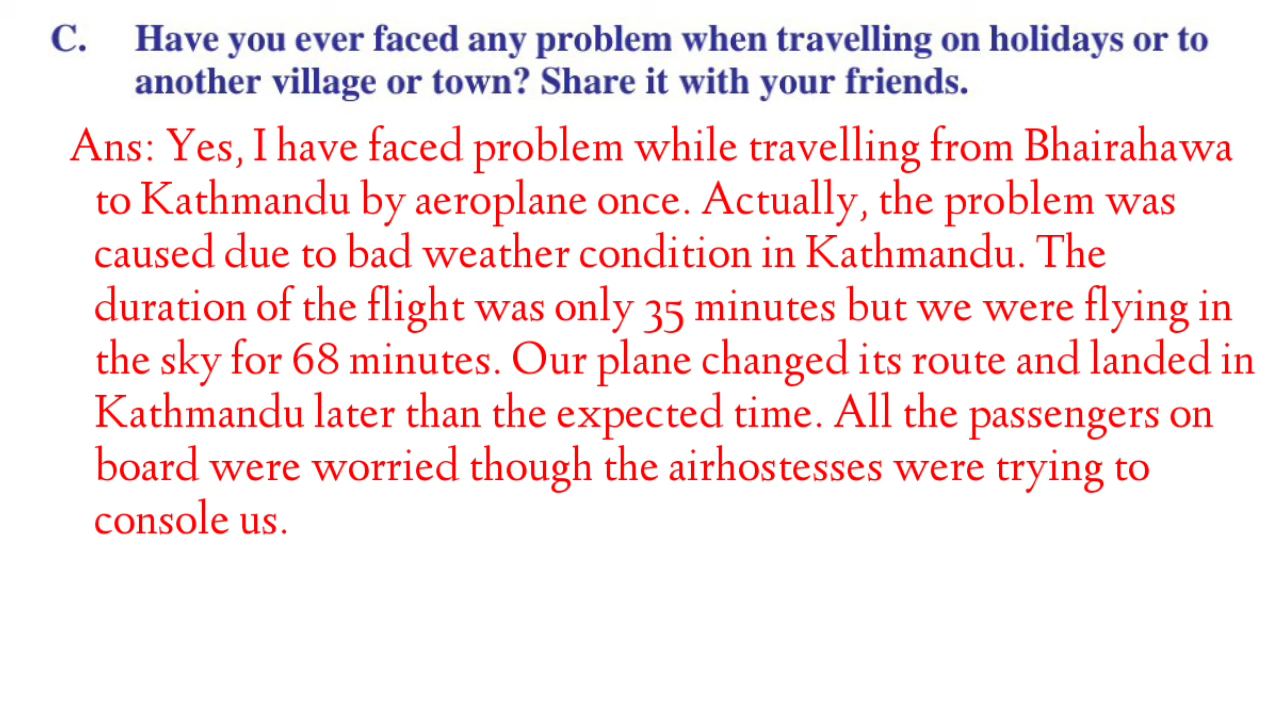 C. Have you ever faced any problem when travelling on holidays or to
another village or town? Share it with your friends.
Ans: Yes, I have faced problem while travelling from Bhairahawa
to Kathmandu by aeroplane once. Actually, the problem was
caused due to bad weather condition in Kathmandu. The
duration of the flight was only 35 minutes but we were flying in
the sky for 68 minutes. Our plane changed its route and landed in
Kathmandu later than the expected time. All the passengers on
board were worried though the airhostesses were trying to
console us.